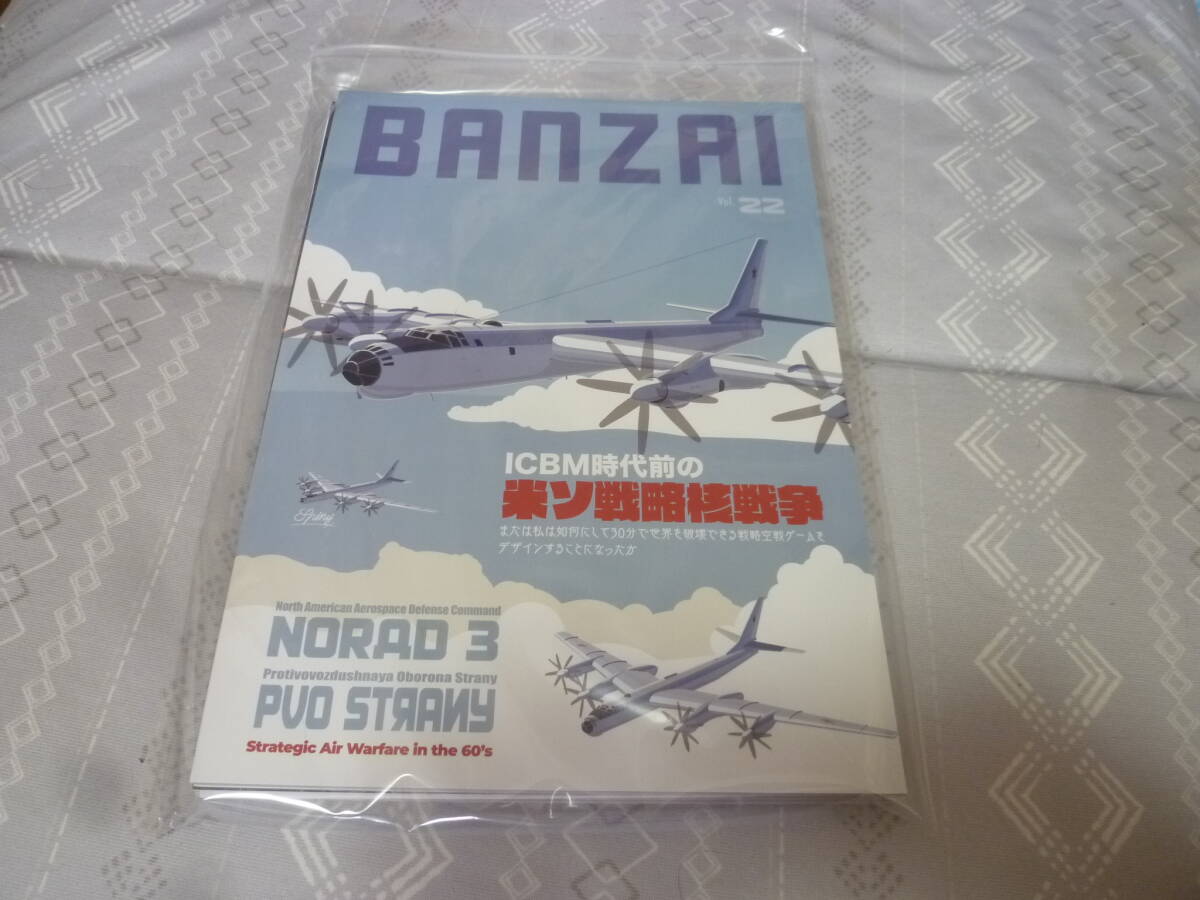 BANZAI
Vol. 22
ICBM時代前の
米ソ戦略核戦争
または私は如何にして30分で世界を破壊できる戦略空戦ゲームを
デザインすることになったか
North American Aerospace Defense Command
NORAD 3
Protivovozdushnaya Oborona Strany
PVO STЯAИY
Strategic Air Warfare in the 60's